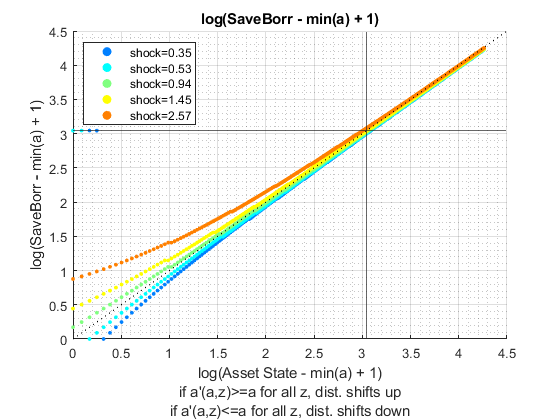 log(SaveBorr - min(a) + 1)
4.5
4
3.5
3
2.5
2
1.5
1
0.5
0
log(SaveBorr - min(a) + 1)
shock=0.35
shock=0.53
shock=0.94
shock=1.45
shock=2.57
0 0.5 1 1.5 2 2.5 3 3.5 4 4.5
log(Asset State - min(a) + 1)
if a'(a,z)>=a for all z, dist. shifts up
if a'(a,z)<=a for all z, dist. shifts down